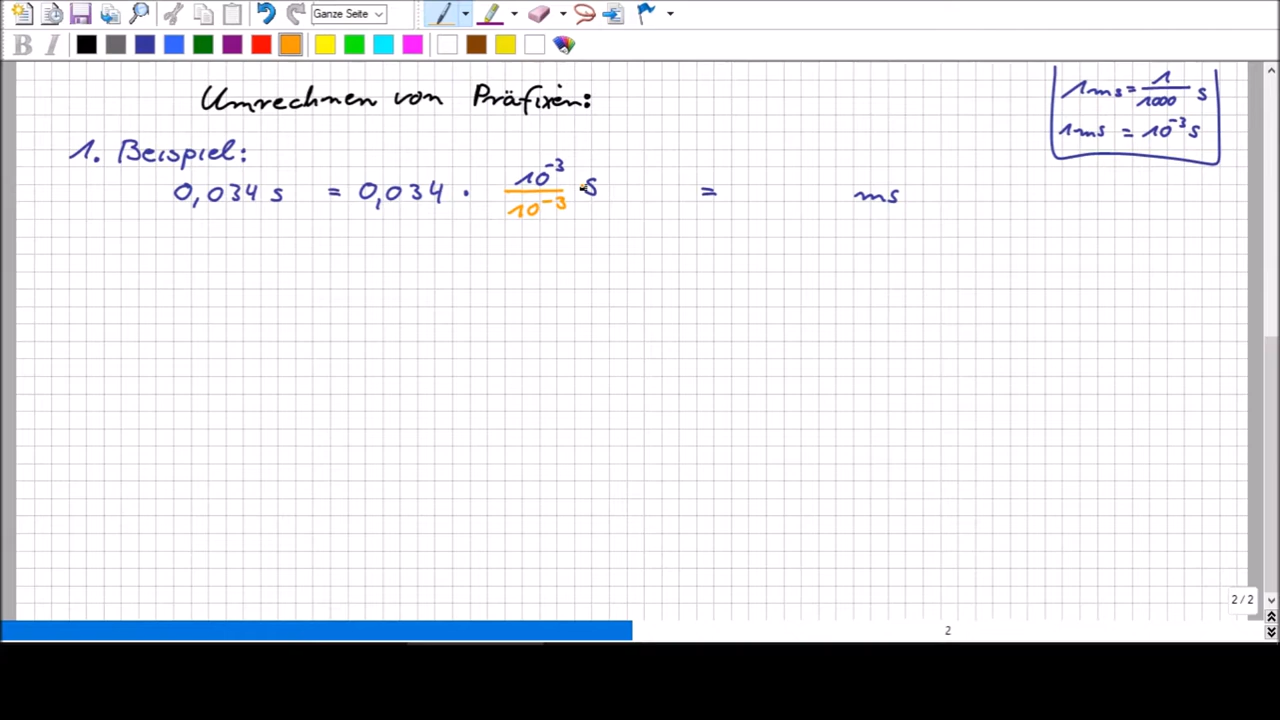 Ganze Seite
B I
Umrechnen von Präfixen:
1ms = 1/1000 s
1ms = 10⁻³ s
1. Beispiel:
0,034 s = 0,034 · 10⁻³/10⁻³ s = ms
2 / 2
2